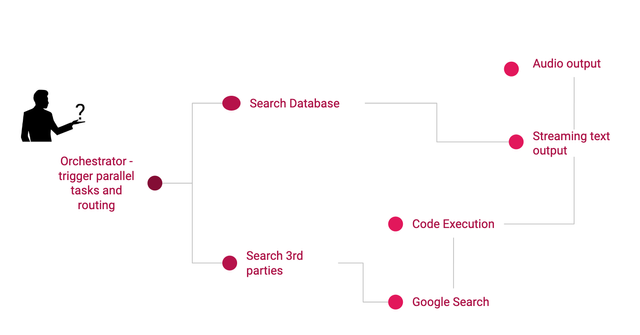 Audio output
?
Search Database
Streaming text
output
Orchestrator -
trigger parallel
tasks and
routing
Code Execution
Search 3rd
parties
Google Search